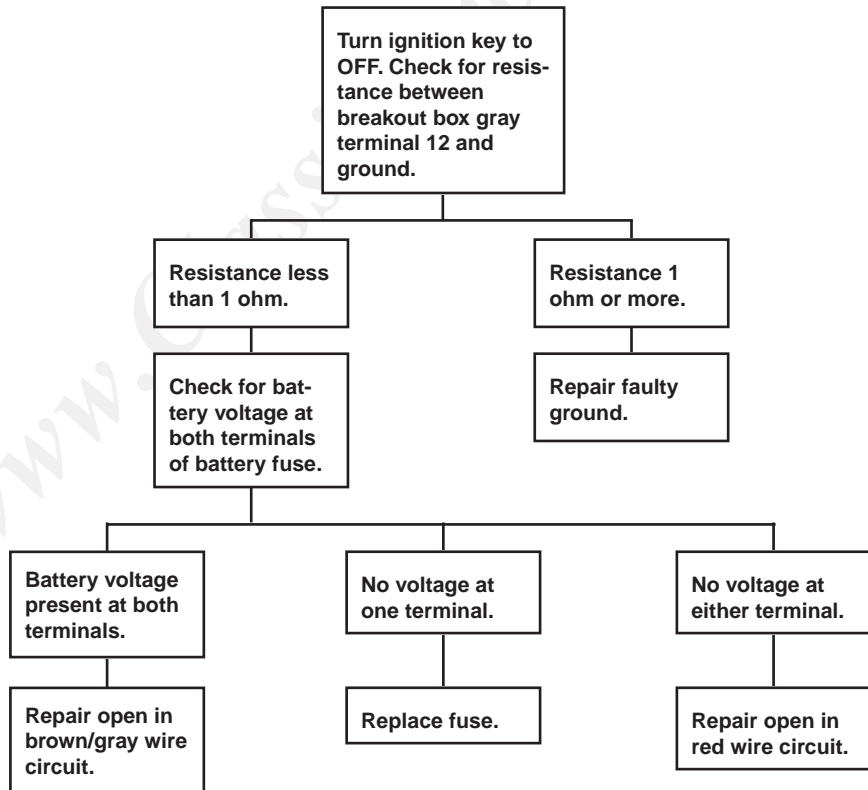 Turn ignition key to
OFF. Check for resis-
tance between
breakout box gray
terminal 12 and
ground.
Resistance less
than 1 ohm.
Resistance 1
ohm or more.
Check for bat-
tery voltage at
both terminals
of battery fuse.
Repair faulty
ground.
Battery voltage
present at both
terminals.
No voltage at
one terminal.
No voltage at
either terminal.
Repair open in
brown/gray wire
circuit.
Replace fuse.
Repair open in
red wire circuit.